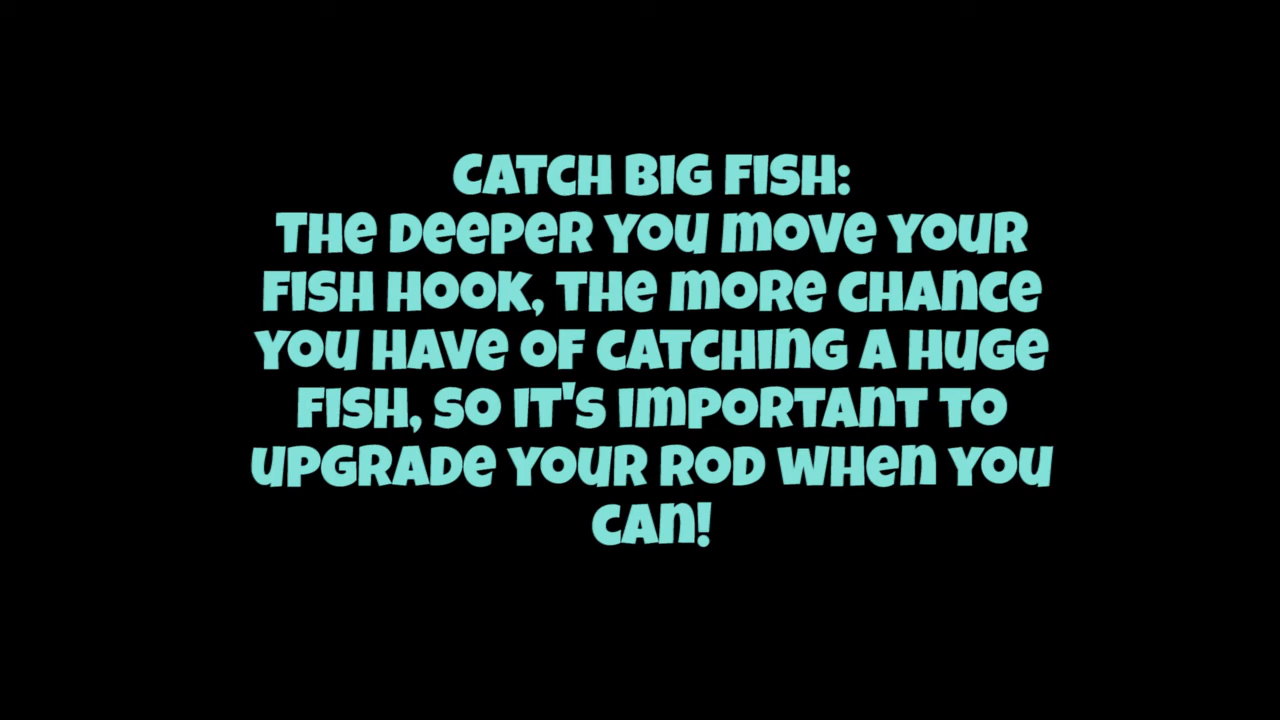 CATCH BIG FISH:
THE DEEPER YOU MOVE YOUR
FISH HOOK, THE MORE CHANCE
YOU HAVE OF CATCHING A HUGE
FISH, SO IT'S IMPORTANT TO
UPGRADE YOUR ROD WHEN YOU
CAN!